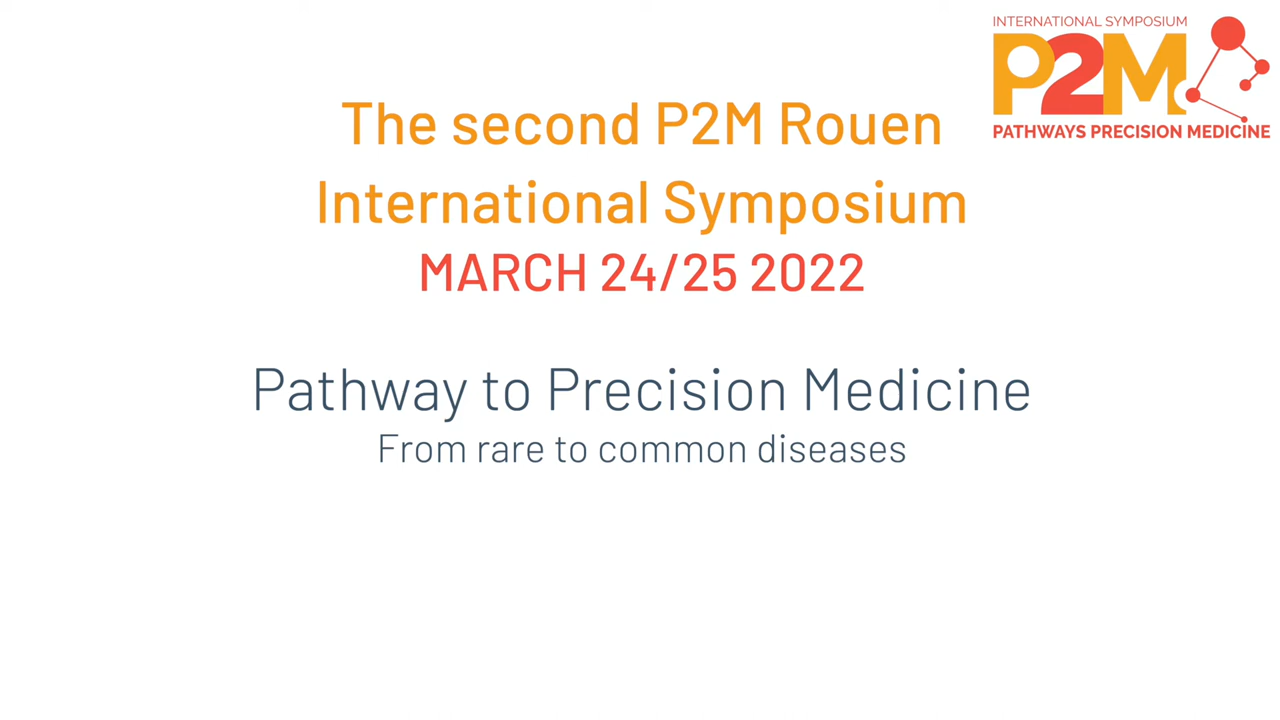 INTERNATIONAL SYMPOSIUM
P2M
PATHWAYS PRECISION MEDICINE
The second P2M Rouen
International Symposium
MARCH 24/25 2022
Pathway to Precision Medicine
From rare to common diseases